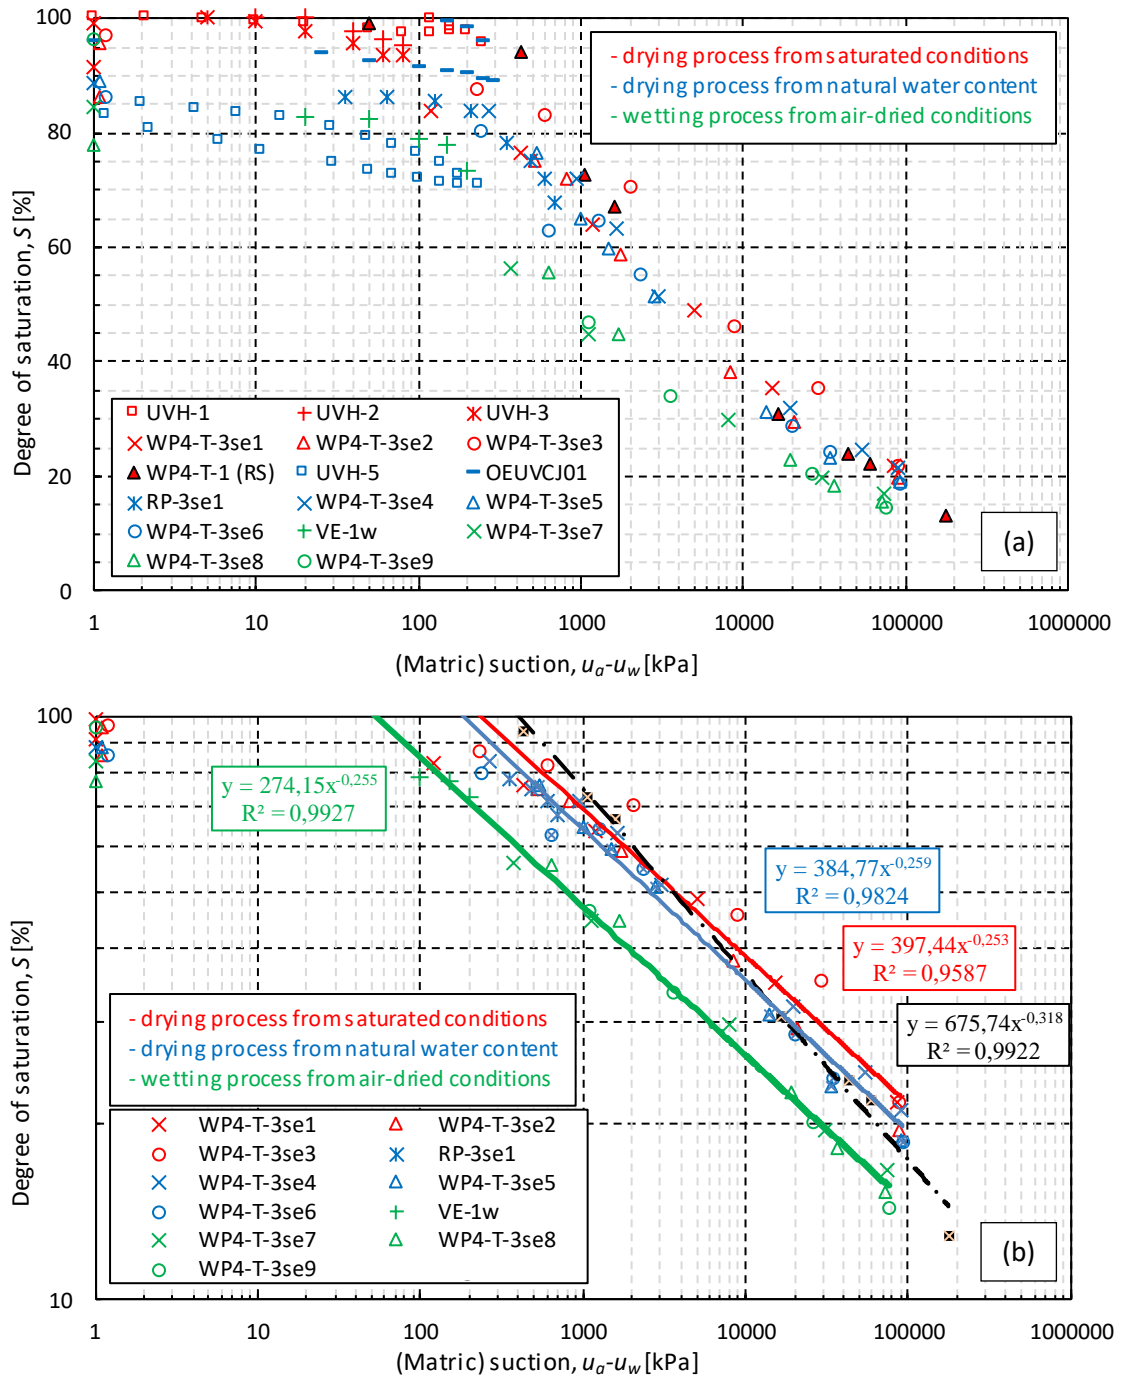 100
80
60
40
20
0
Degree of saturation, S [%]
- drying process from saturated conditions
- drying process from natural water content
- wetting process from air-dried conditions
UVH-1 UVH-2 UVH-3
WP4-T-3se1 WP4-T-3se2 WP4-T-3se3
WP4-T-1 (RS) UVH-5 OEUVCJ01
RP-3se1 WP4-T-3se4 WP4-T-3se5
WP4-T-3se6 VE-1w WP4-T-3se7
WP4-T-3se8 WP4-T-3se9
(a)
1 10 100 1000 10000 100000 1000000
(Matric) suction, ua-uw [kPa]
100
10
Degree of saturation, S [%]
y = 274,15x-0,255
R² = 0,9927
y = 384,77x-0,259
R² = 0,9824
y = 397,44x-0,253
R² = 0,9587
y = 675,74x-0,318
R² = 0,9922
- drying process from saturated conditions
- drying process from natural water content
- wetting process from air-dried conditions
WP4-T-3se1 WP4-T-3se2
WP4-T-3se3 RP-3se1
WP4-T-3se4 WP4-T-3se5
WP4-T-3se6 VE-1w
WP4-T-3se7 WP4-T-3se8
WP4-T-3se9
(b)
1 10 100 1000 10000 100000 1000000
(Matric) suction, ua-uw [kPa]